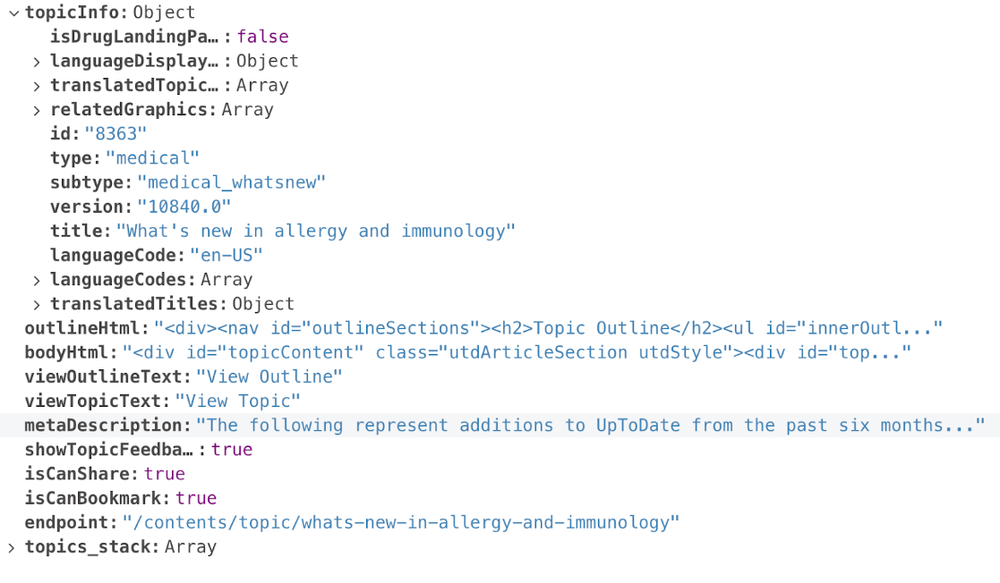 topicInfo: Object
isDrugLandingPa… : false
languageDisplay… : Object
translatedTopic… : Array
relatedGraphics: Array
id: "8363"
type: "medical"
subtype: "medical_whatsnew"
version: "10840.0"
title: "What's new in allergy and immunology"
languageCode: "en-US"
languageCodes: Array
translatedTitles: Object
outlineHtml: "<div><nav id="outlineSections"><h2>Topic Outline</h2><ul id="innerOutl..."
bodyHtml: "<div id="topicContent" class="utdArticleSection utdStyle"><div id="top..."
viewOutlineText: "View Outline"
viewTopicText: "View Topic"
metaDescription: "The following represent additions to UpToDate from the past six months..."
showTopicFeedba… : true
isCanShare: true
isCanBookmark: true
endpoint: "/contents/topic/whats-new-in-allergy-and-immunology"
topics_stack: Array